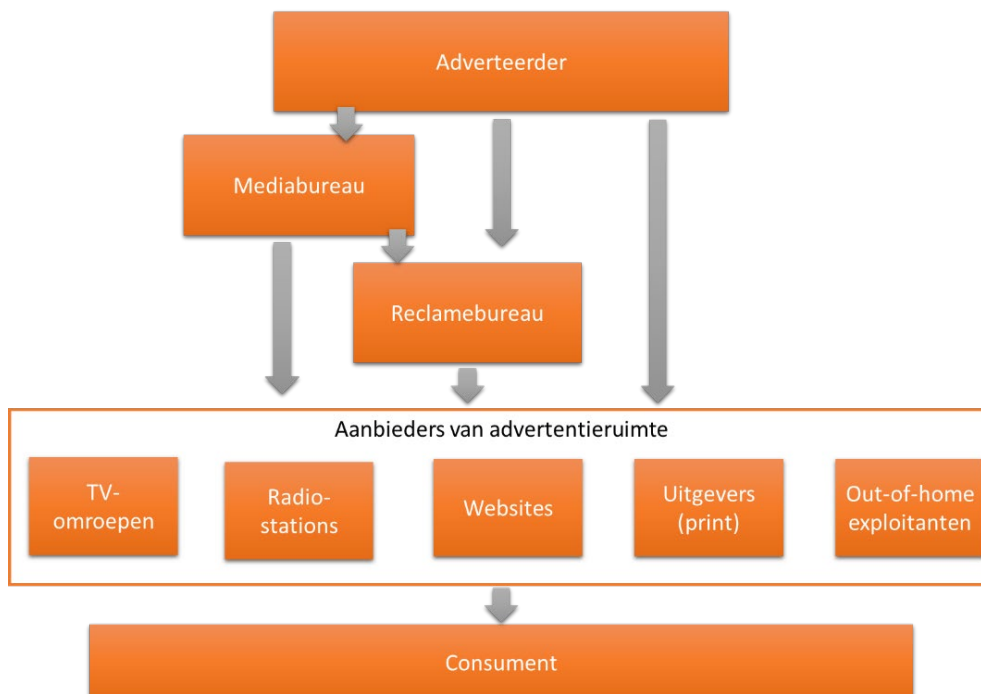 Adverteerder
Mediabureau
Reclamebureau
Aanbieders van advertentieruimte
TV-
omroepen
Radio-
stations
Websites
Uitgevers
(print)
Out-of-home
exploitanten
Consument